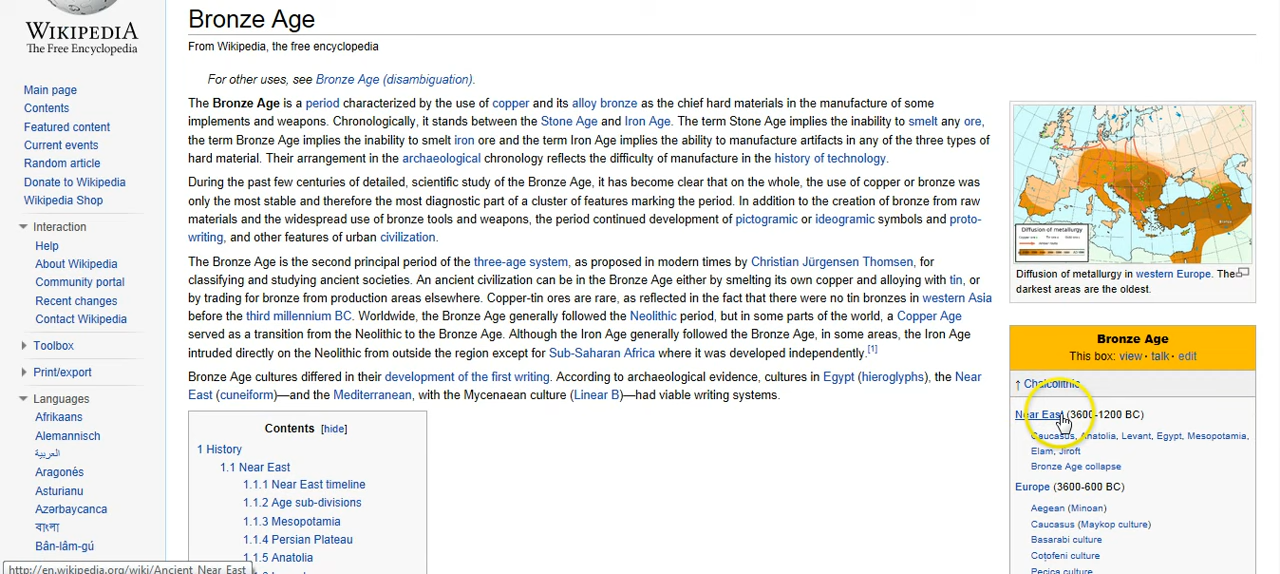 WIKIPEDIA
The Free Encyclopedia
Main page
Contents
Featured content
Current events
Random article
Donate to Wikipedia
Wikipedia Shop
Interaction
Help
About Wikipedia
Community portal
Recent changes
Contact Wikipedia
Toolbox
Print/export
Languages
Afrikaans
Alemannisch
العربية
Aragonés
Asturianu
Azərbaycanca
বাংলা
Bân-lâm-gú
http://en.wikipedia.org/wiki/Ancient_Near_East
Bronze Age
From Wikipedia, the free encyclopedia
For other uses, see Bronze Age (disambiguation).
The Bronze Age is a period characterized by the use of copper and its alloy bronze as the chief hard materials in the manufacture of some
implements and weapons. Chronologically, it stands between the Stone Age and Iron Age. The term Stone Age implies the inability to smelt any ore,
the term Bronze Age implies the inability to smelt iron ore and the term Iron Age implies the ability to manufacture artifacts in any of the three types of
hard material. Their arrangement in the archaeological chronology reflects the difficulty of manufacture in the history of technology.
During the past few centuries of detailed, scientific study of the Bronze Age, it has become clear that on the whole, the use of copper or bronze was
only the most stable and therefore the most diagnostic part of a cluster of features marking the period. In addition to the creation of bronze from raw
materials and the widespread use of bronze tools and weapons, the period continued development of pictogramic or ideogramic symbols and proto-
writing, and other features of urban civilization.
The Bronze Age is the second principal period of the three-age system, as proposed in modern times by Christian Jürgensen Thomsen, for
classifying and studying ancient societies. An ancient civilization can be in the Bronze Age either by smelting its own copper and alloying with tin, or
by trading for bronze from production areas elsewhere. Copper-tin ores are rare, as reflected in the fact that there were no tin bronzes in western Asia
before the third millennium BC. Worldwide, the Bronze Age generally followed the Neolithic period, but in some parts of the world, a Copper Age
served as a transition from the Neolithic to the Bronze Age. Although the Iron Age generally followed the Bronze Age, in some areas, the Iron Age
intruded directly on the Neolithic from outside the region except for Sub-Saharan Africa where it was developed independently.[1]
Bronze Age cultures differed in their development of the first writing. According to archaeological evidence, cultures in Egypt (hieroglyphs), the Near
East (cuneiform)—and the Mediterranean, with the Mycenaean culture (Linear B)—had viable writing systems.
Contents [hide]
1 History
1.1 Near East
1.1.1 Near East timeline
1.1.2 Age sub-divisions
1.1.3 Mesopotamia
1.1.4 Persian Plateau
1.1.5 Anatolia
Diffusion of metallurgy
Diffusion of metallurgy in western Europe. The
darkest areas are the oldest.
Bronze Age
This box: view • talk • edit
↑ Chalcolithic
Near East (3600-1200 BC)
Caucasus, Anatolia, Levant, Egypt, Mesopotamia,
Elam, Jiroft
Bronze Age collapse
Europe (3600-600 BC)
Aegean (Minoan)
Caucasus (Maykop culture)
Basarabi culture
Coțofeni culture
Pecica culture